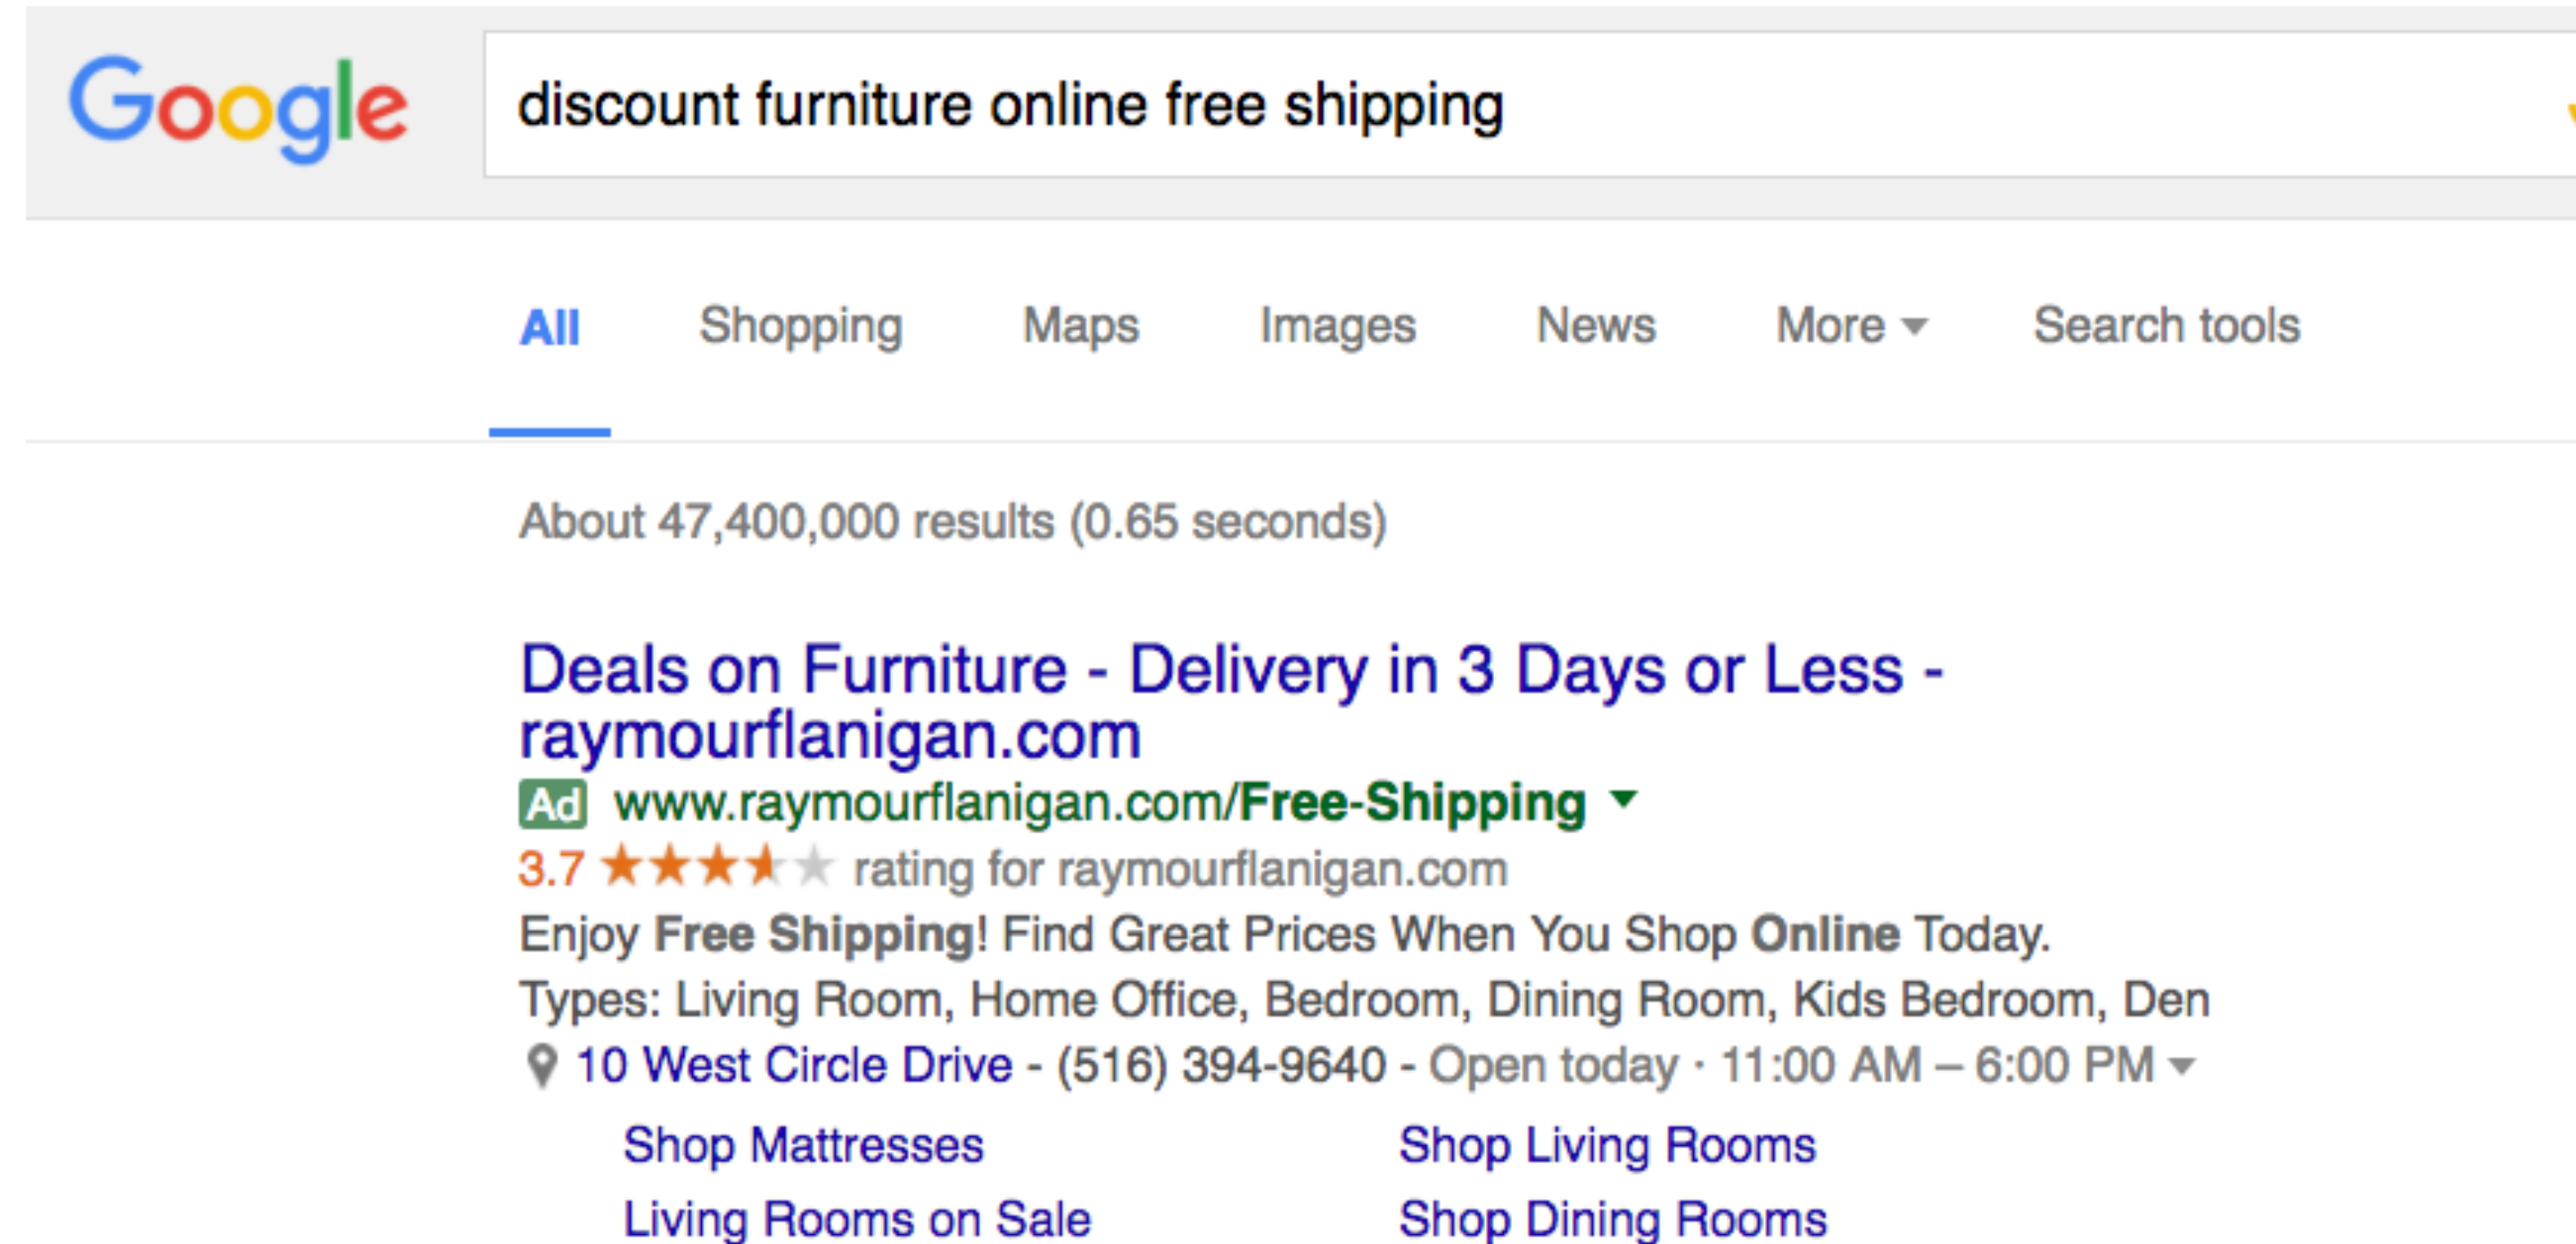 Google discount furniture online free shipping
All Shopping Maps Images News More Search tools
About 47,400,000 results (0.65 seconds)
Deals on Furniture - Delivery in 3 Days or Less -
raymourflanigan.com
Ad www.raymourflanigan.com/Free-Shipping
3.7 ★★★★★ rating for raymourflanigan.com
Enjoy Free Shipping! Find Great Prices When You Shop Online Today.
Types: Living Room, Home Office, Bedroom, Dining Room, Kids Bedroom, Den
10 West Circle Drive - (516) 394-9640 - Open today · 11:00 AM – 6:00 PM
Shop Mattresses Shop Living Rooms
Living Rooms on Sale Shop Dining Rooms